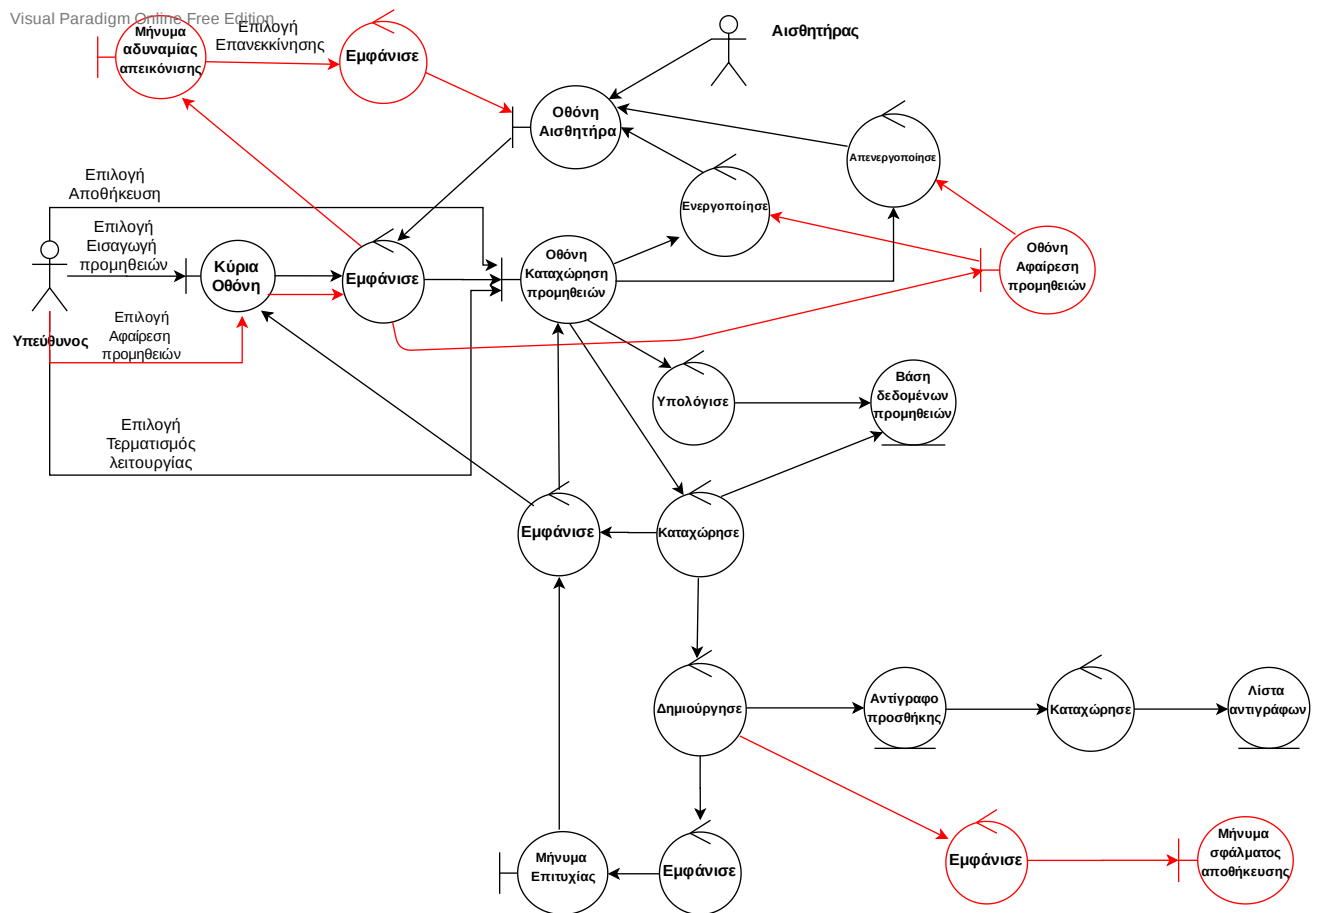 Visual Paradigm Online Free Edition
Μήνυμα
αδυναμίας
απεικόνισης
Επιλογή
Επανεκκίνησης
Εμφάνισε
Αισθητήρας
Οθόνη
Αισθητήρα
Απενεργοποίησε
Επιλογή
Αποθήκευση
Ενεργοποίησε
Επιλογή
Εισαγωγή
προμηθειών
Κύρια
Οθόνη
Εμφάνισε
Οθόνη
Καταχώρηση
προμηθειών
Οθόνη
Αφαίρεση
προμηθειών
Υπεύθυνος
Επιλογή
Αφαίρεση
προμηθειών
Υπολόγισε
Βάση
δεδομένων
προμηθειών
Επιλογή
Τερματισμός
λειτουργίας
Εμφάνισε
Καταχώρησε
Δημιούργησε
Αντίγραφο
προσθήκης
Καταχώρησε
Λίστα
αντιγράφων
Μήνυμα
Επιτυχίας
Εμφάνισε
Εμφάνισε
Μήνυμα
σφάλματος
αποθήκευσης